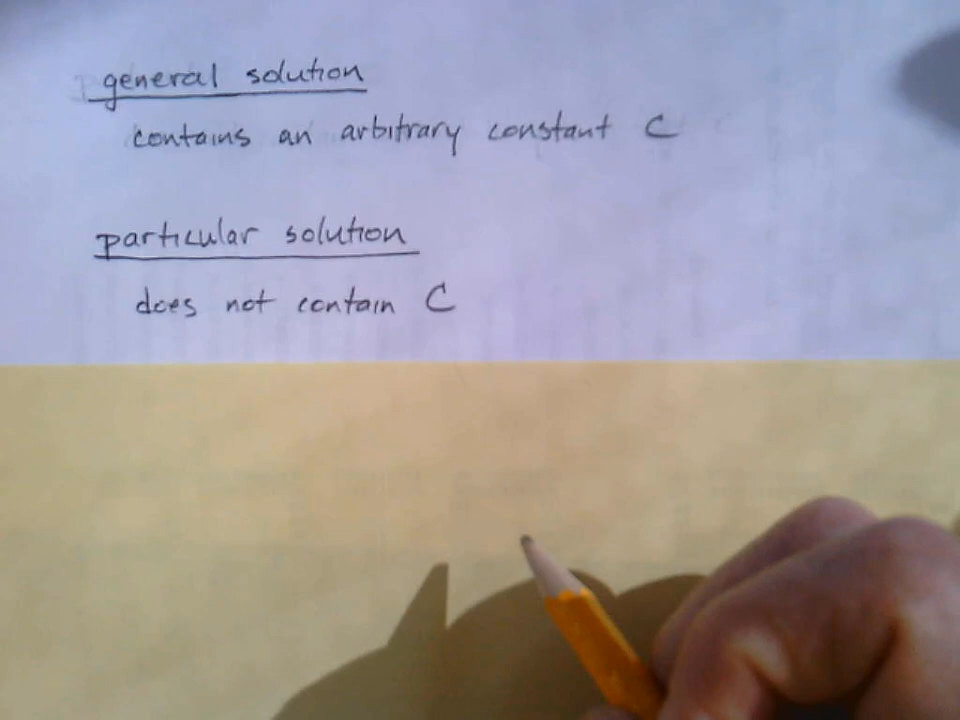 general solution
contains an arbitrary constant C
particular solution
does not contain C